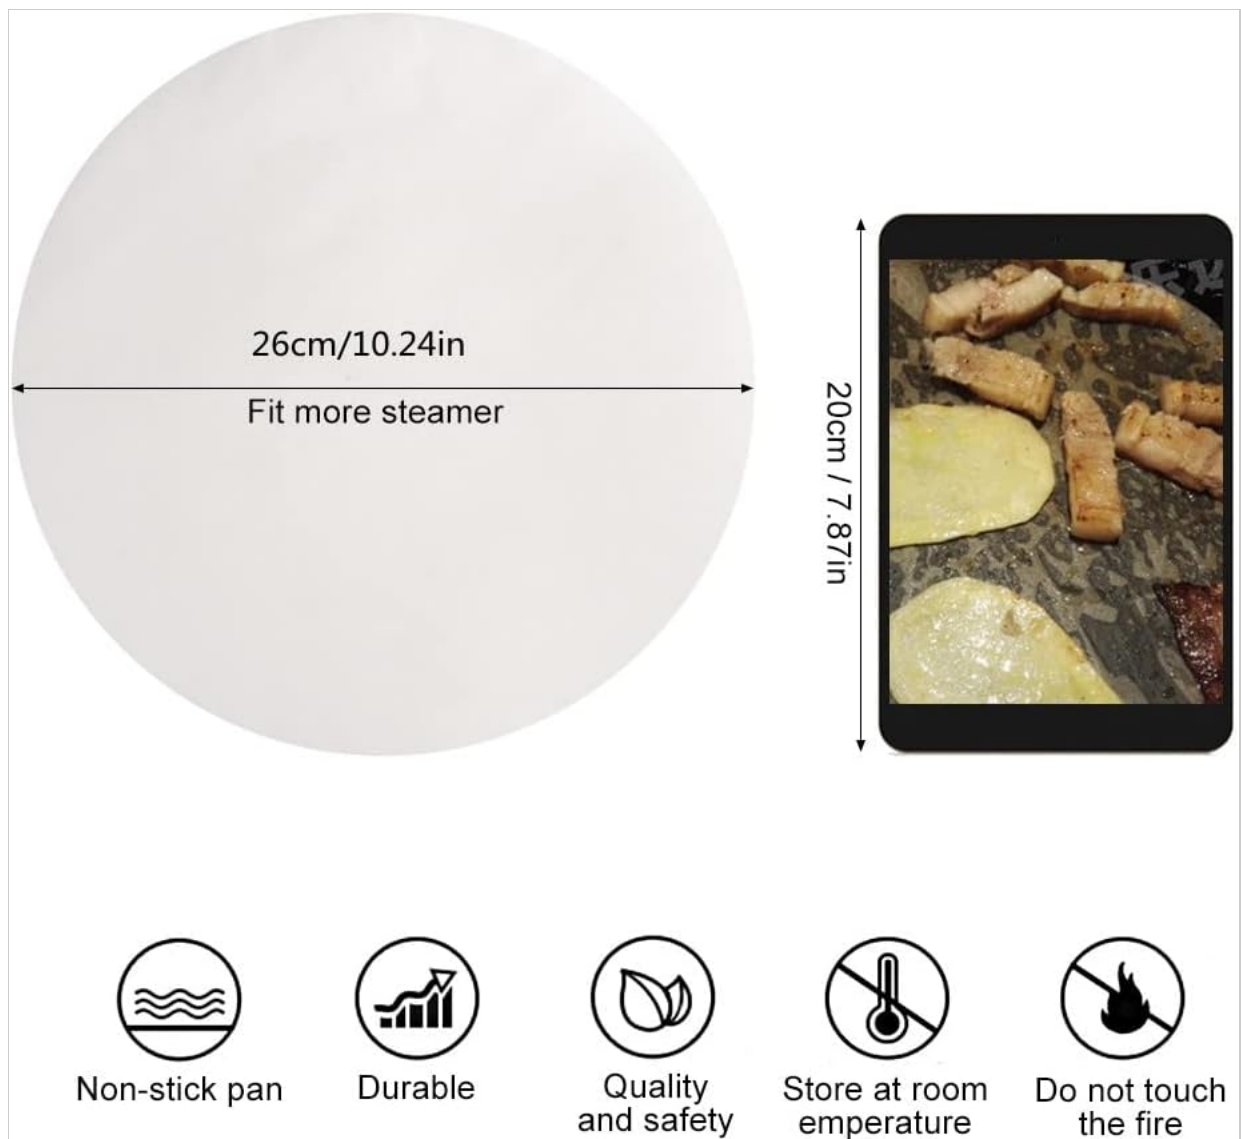 26cm/10.24in
Fit more steamer
20cm / 7.87in
Non-stick pan
Durable
Quality
and safety
Store at room
emperature
Do not touch
the fire